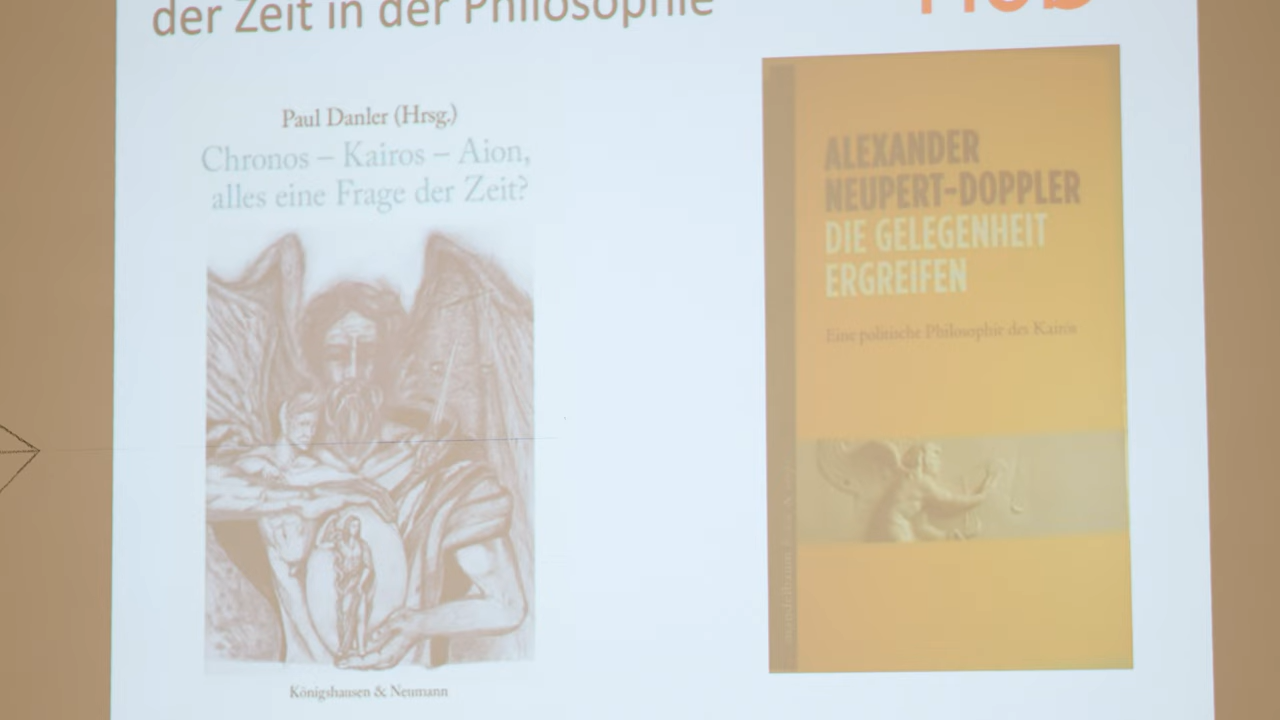 der Zeit in der Philosophie
Paul Danler (Hrsg.)
Chronos – Kairos – Aion,
alles eine Frage der Zeit?
Königshausen & Neumann
ALEXANDER
NEUPERT-DOPPLER
DIE GELEGENHEIT
ERGREIFEN
Eine politische Philosophie des Kairós